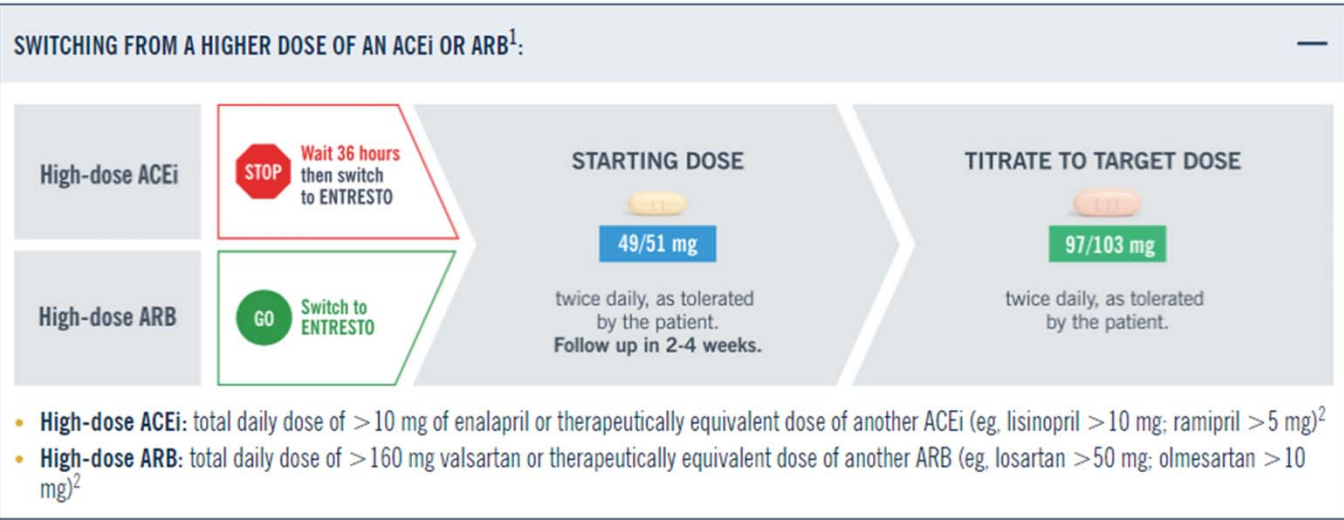 SWITCHING FROM A HIGHER DOSE OF AN ACEi OR ARB1:
High-dose ACEi
STOP
Wait 36 hours
then switch
to ENTRESTO
High-dose ARB
GO
Switch to
ENTRESTO
STARTING DOSE
49/51 mg
twice daily, as tolerated
by the patient.
Follow up in 2-4 weeks.
TITRATE TO TARGET DOSE
97/103 mg
twice daily, as tolerated
by the patient.
• High-dose ACEi: total daily dose of >10 mg of enalapril or therapeutically equivalent dose of another ACEi (eg, lisinopril >10 mg; ramipril >5 mg)2
• High-dose ARB: total daily dose of >160 mg valsartan or therapeutically equivalent dose of another ARB (eg, losartan >50 mg; olmesartan >10
mg)2